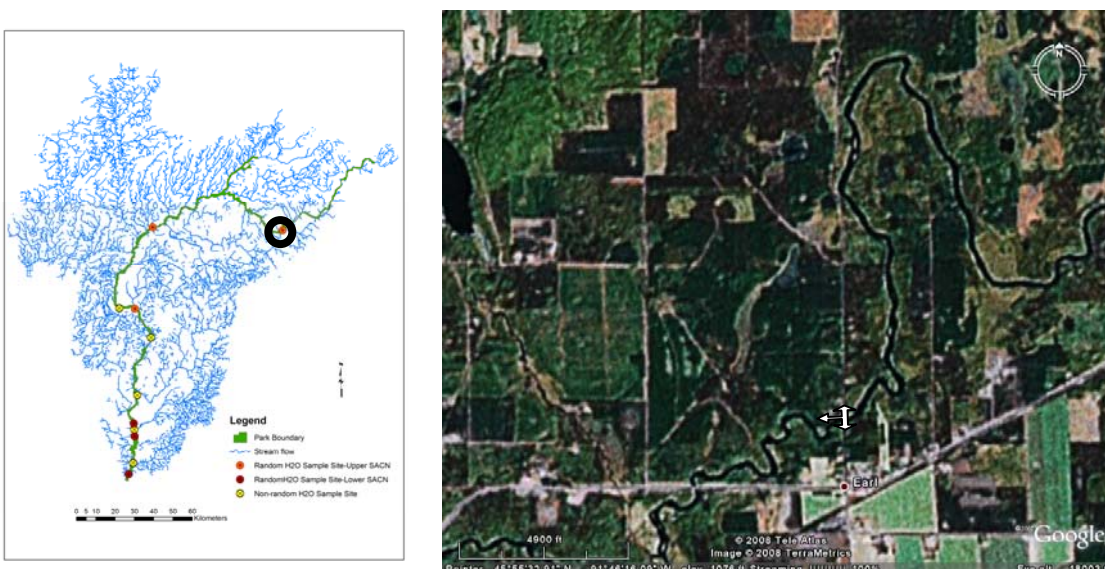 Legend
Park Boundary
Stream flow
Random H2O Sample Site-Upper SACN
RandomH2O Sample Site-Lower SACN
Non-random H2O Sample Site
0 5 10 20 30 40 50 60
Kilometers
N
1
Earl
4900 ft
© 2008 Tele Atlas
Image © 2008 TerraMetrics
Google